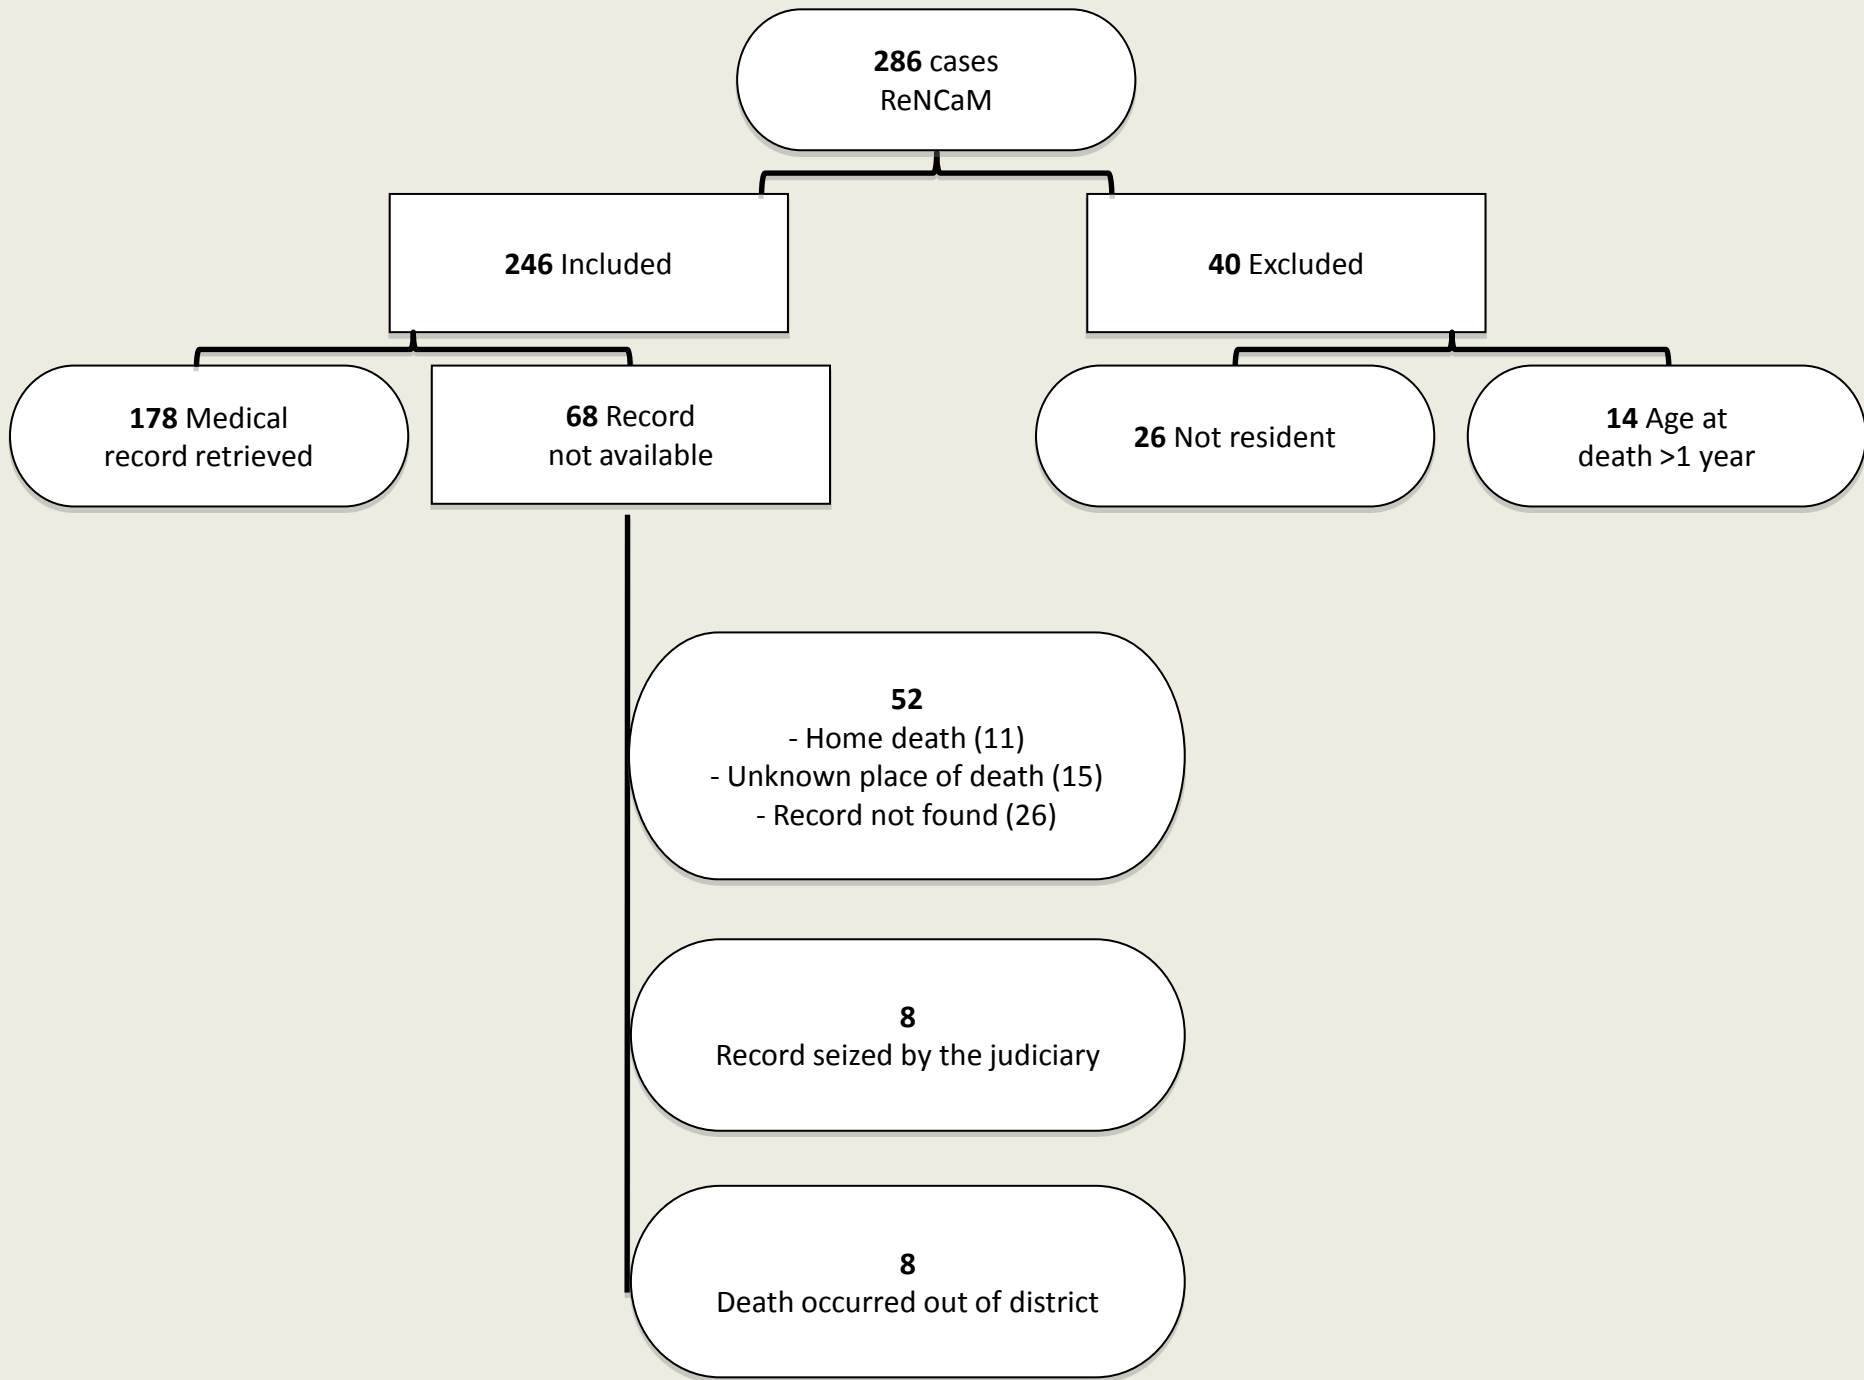 286 cases
ReNCaM
246 Included
40 Excluded
178 Medical
record retrieved
68 Record
not available
26 Not resident
14 Age at
death >1 year
52
- Home death (11)
- Unknown place of death (15)
- Record not found (26)
8
Record seized by the judiciary
8
Death occurred out of district